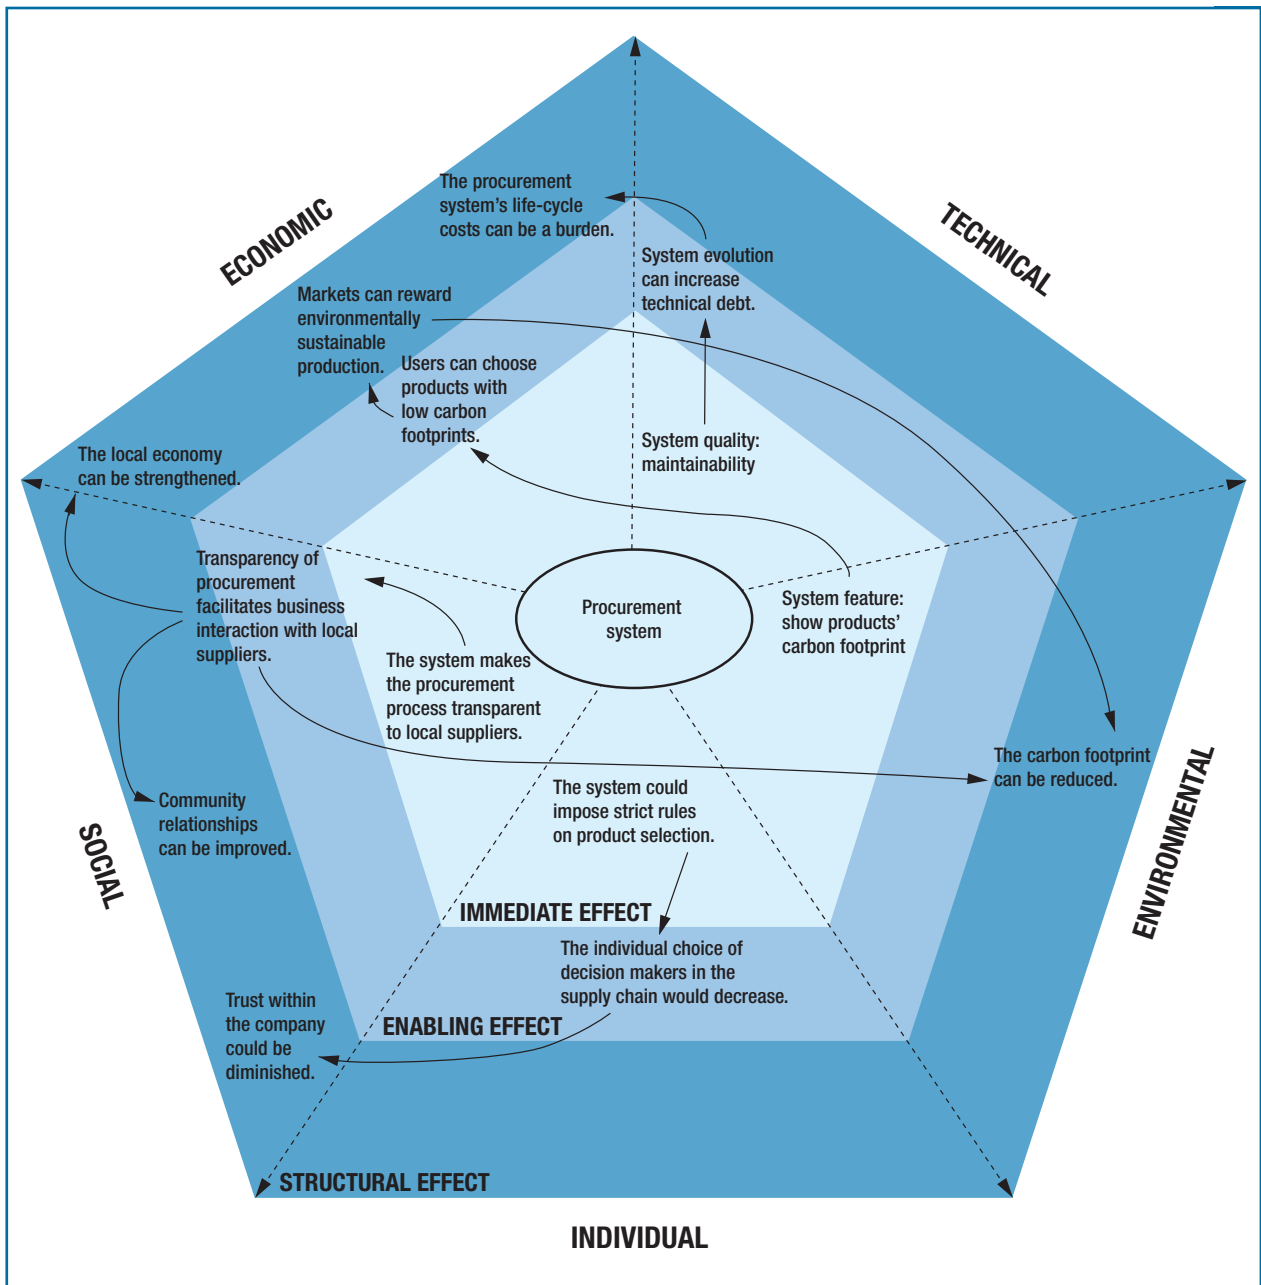 ECONOMIC
TECHNICAL
The procurement
system’s life-cycle
costs can be a burden.
System evolution
can increase
technical debt.
Markets can reward
environmentally
sustainable
production.
Users can choose
products with
low carbon
footprints.
System quality:
maintainability
The local economy
can be strengthened.
Transparency of
procurement
facilitates business
interaction with local
suppliers.
Procurement
system
System feature:
show products’
carbon footprint
The system makes
the procurement
process transparent
to local suppliers.
The carbon footprint
can be reduced.
The system could
impose strict rules
on product selection.
Community
relationships
can be improved.
SOCIAL
ENVIRONMENTAL
IMMEDIATE EFFECT
The individual choice of
decision makers in the
supply chain would decrease.
Trust within
the company
could be
diminished.
ENABLING EFFECT
STRUCTURAL EFFECT
INDIVIDUAL